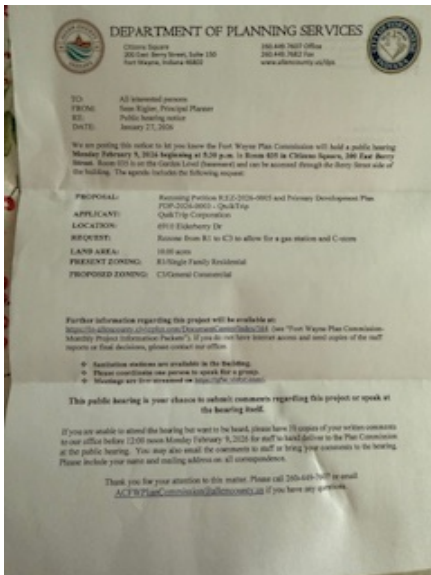 DEPARTMENT OF PLANNING SERVICES
Citizens Square
200 East Berry Street, Suite 150
Fort Wayne, Indiana 46802
260.449.7607 Office
260.449.7682 Fax
www.allencounty.us/dps
TO: All interested persons
FROM: Principal Planner
RE: Public hearing notice
DATE: January 27, 2026
We are posting this notice to let you know the Fort Wayne Plan Commission will hold a public hearing
Monday February 9, 2026 beginning at 5:30 p.m. in Room 035 in Citizens Square, 200 East Berry
Street. Room 035 is on the Garden Level (basement) and can be accessed through the Berry Street side of
the building. The agenda includes the following request:
PROPOSAL: Rezoning Petition REZ-2026-0003 and Primary Development Plan
PDP-2026-0003 - QuikTrip
APPLICANT: QuikTrip Corporation
LOCATION: Elderberry Dr
REQUEST: Rezone from R1 to C3 to allow for a gas station and C-store
LAND AREA: acres
PRESENT ZONING: R1/Single Family Residential
PROPOSED ZONING: C3/General Commercial
Further information regarding this project will be available at:
(see "Fort Wayne Plan Commission-
Monthly Project Information Packets"). If you do not have internet access and need copies of the staff
reports or final decisions, please contact our office.
Sanitation stations are available in the Building.
Please coordinate one person to speak for a group.
Meetings are live streamed on
This public hearing is your chance to submit comments regarding this project or speak at
the hearing itself.
If you are unable to attend the hearing but want to be heard, please have 10 copies of your written comments
to our office before 12:00 noon Monday February 9, 2026 for staff to hand deliver to the Plan Commission
at the public hearing. You may also email the comments to staff or bring your comments to the hearing.
Please include your name and mailing address on all correspondence.
Thank you for your attention to this matter. Please call 260-449-7607 or email
ACFWPlanCommission@allencounty.us if you have any questions.